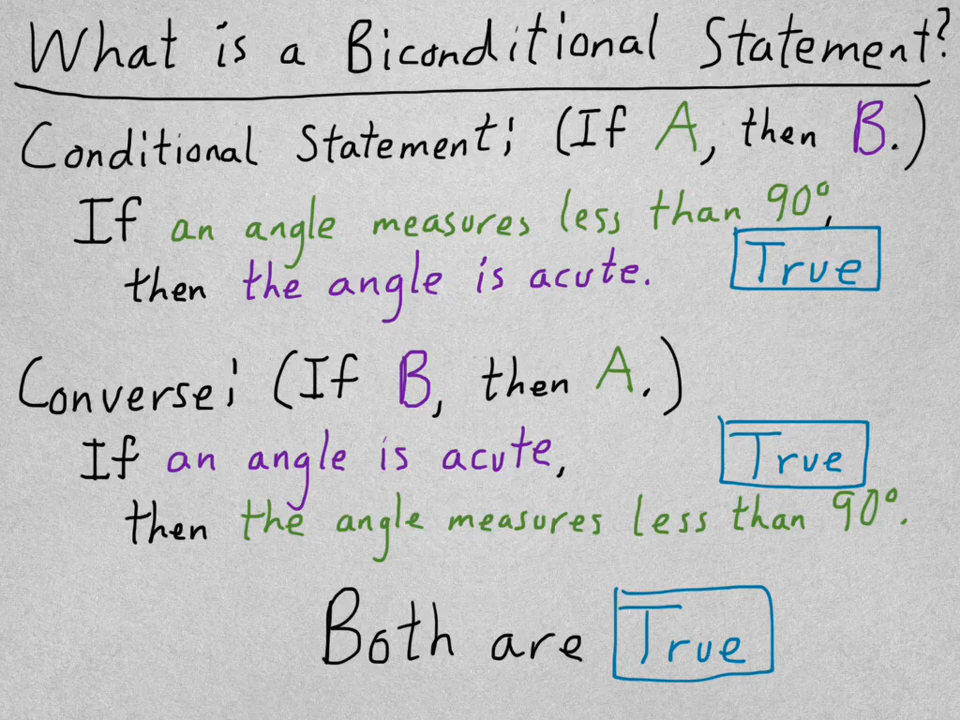 What is a Biconditional Statement?
Conditional Statement: (If A, then B.)
If an angle measures less than 90°,
then the angle is acute.
True
Converse: (If B, then A.)
If an angle is acute,
True
then the angle measures less than 90°.
Both are True